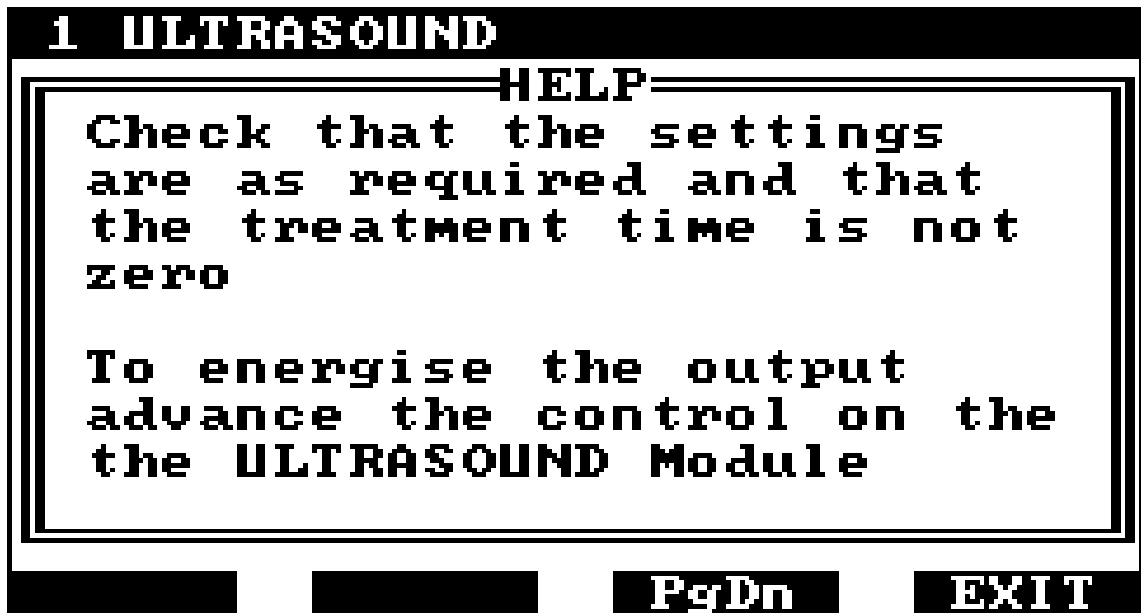 1 ULTRASOUND
HELP
Check that the settings
are as required and that
the treatment time is not
zero
To energise the output
advance the control on the
the ULTRASOUND Module
PgDn EXIT